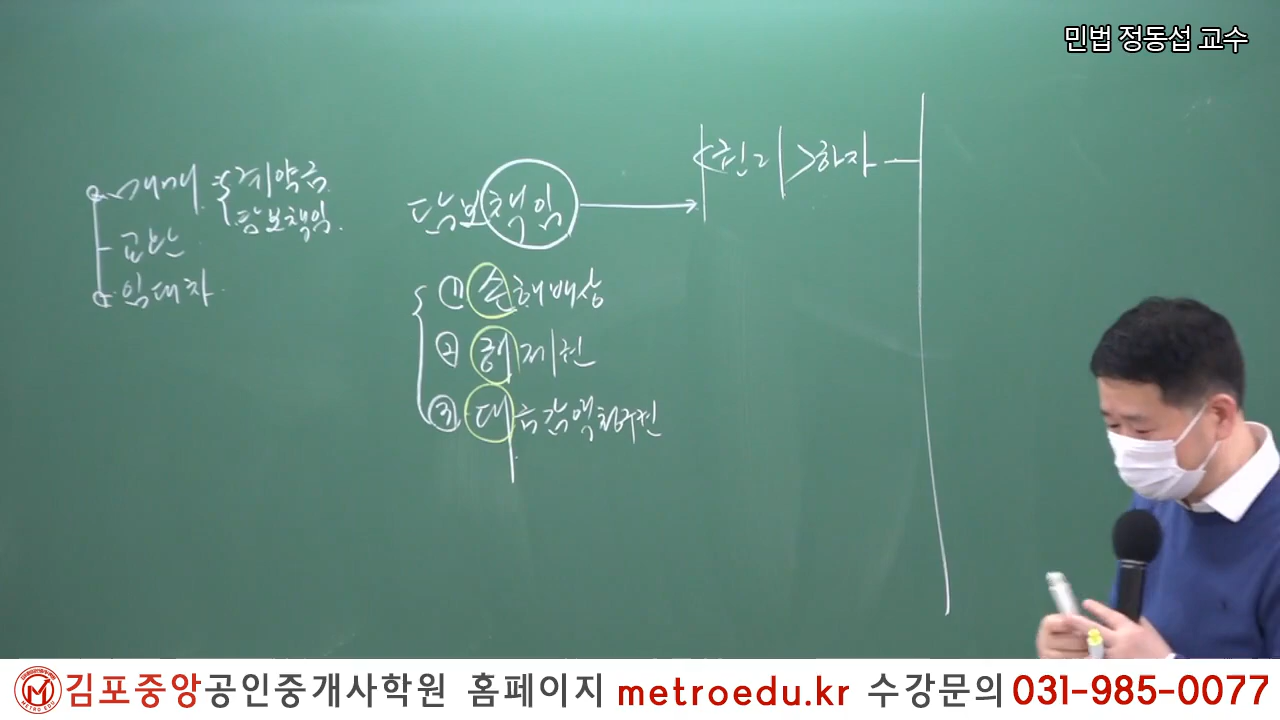 민법 정동섭 교수
매매 계약금
담보책임
교환
임대차
담보책임
권리 하자
① 손해배상
② 해제권
③ 대금감액청구권
METRO EDU
김포중앙공인중개사학원 홈페이지 metroedu.kr 수강문의 031-985-0077